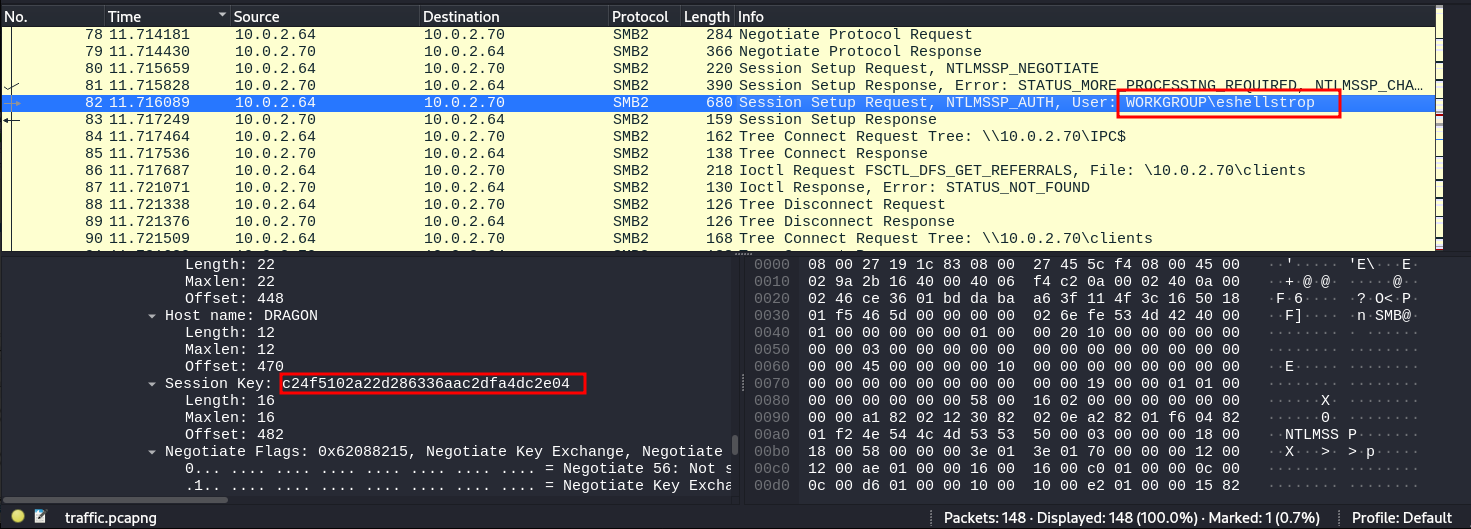 No. Time Source Destination Protocol Length Info
78 11.714181 10.0.2.64 10.0.2.70 SMB2 284 Negotiate Protocol Request
79 11.714430 10.0.2.70 10.0.2.64 SMB2 366 Negotiate Protocol Response
80 11.715659 10.0.2.64 10.0.2.70 SMB2 220 Session Setup Request, NTLMSSP_NEGOTIATE
81 11.715828 10.0.2.70 10.0.2.64 SMB2 390 Session Setup Response, Error: STATUS_MORE_PROCESSING_REQUIRED, NTLMSSP_CHA…
82 11.716089 10.0.2.64 10.0.2.70 SMB2 680 Session Setup Request, NTLMSSP_AUTH, User: WORKGROUP\eshellstrop
83 11.717249 10.0.2.70 10.0.2.64 SMB2 159 Session Setup Response
84 11.717464 10.0.2.64 10.0.2.70 SMB2 162 Tree Connect Request Tree: \\10.0.2.70\IPC$
85 11.717536 10.0.2.70 10.0.2.64 SMB2 138 Tree Connect Response
86 11.717687 10.0.2.64 10.0.2.70 SMB2 218 Ioctl Request FSCTL_DFS_GET_REFERRALS, File: \10.0.2.70\clients
87 11.721071 10.0.2.70 10.0.2.64 SMB2 130 Ioctl Response, Error: STATUS_NOT_FOUND
88 11.721338 10.0.2.64 10.0.2.70 SMB2 126 Tree Disconnect Request
89 11.721376 10.0.2.70 10.0.2.64 SMB2 126 Tree Disconnect Response
90 11.721509 10.0.2.64 10.0.2.70 SMB2 168 Tree Connect Request Tree: \\10.0.2.70\clients
Length: 22
Maxlen: 22
Offset: 448
Host name: DRAGON
Length: 12
Maxlen: 12
Offset: 470
Session Key: c24f5102a22d286336aac2dfa4dc2e04
Length: 16
Maxlen: 16
Offset: 482
Negotiate Flags: 0x62088215, Negotiate Key Exchange, Negotiate
0... .... .... .... .... .... .... .... = Negotiate 56: Not s
.1.. .... .... .... .... .... .... .... = Negotiate Key Excha
0000 08 00 27 19 1c 83 08 00 27 45 5c f4 08 00 45 00 ··'····· 'E\···E·
0010 02 9a 2b 16 40 00 40 06 f4 c2 0a 00 02 40 0a 00 ··+·@·@· ·····@··
0020 02 46 ce 36 01 bd da ba a6 3f 11 4f 3c 16 50 18 ·F·6···· ·?·O<·P·
0030 01 f5 46 5d 00 00 00 00 02 6e fe 53 4d 42 40 00 ··F]···· ·n·SMB@·
0040 01 00 00 00 00 00 01 00 00 20 10 00 00 00 00 00
0050 00 00 03 00 00 00 00 00 00 00 00 00 00 00 00 00
0060 00 00 45 00 00 00 00 10 00 00 00 00 00 00 00 00 ··E····· ········
0070 00 00 00 00 00 00 00 00 00 00 19 00 00 01 01 00
0080 00 00 00 00 00 00 58 00 16 02 00 00 00 00 00 00 ······X· ········
0090 00 00 a1 82 02 12 30 82 02 0e a2 82 01 f6 04 82 ······0· ········
00a0 01 f2 4e 54 4c 4d 53 53 50 00 03 00 00 00 18 00 ··NTLMSS P·······
00b0 18 00 58 00 00 00 3e 01 3e 01 70 00 00 00 12 00 ··X···>· >·p·····
00c0 12 00 ae 01 00 00 16 00 16 00 c0 01 00 00 0c 00
00d0 0c 00 d6 01 00 00 10 00 10 00 e2 01 00 00 15 82
traffic.pcapng
Packets: 148 · Displayed: 148 (100.0%) · Marked: 1 (0.7%)
Profile: Default